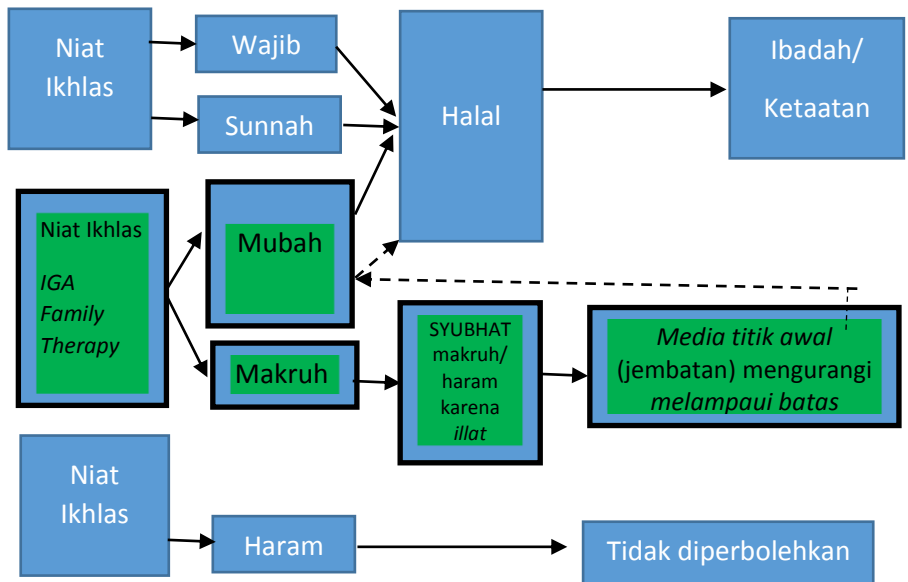 Niat
Ikhlas
Wajib
Sunnah
Halal
Ibadah/
Ketaatan
Niat Ikhlas
IGA
Family
Therapy
Mubah
Makruh
SYUBHAT
makruh/
haram
karena
illat
Media titik awal
(jembatan) mengurangi
melampaui batas
Niat
Ikhlas
Haram
Tidak diperbolehkan